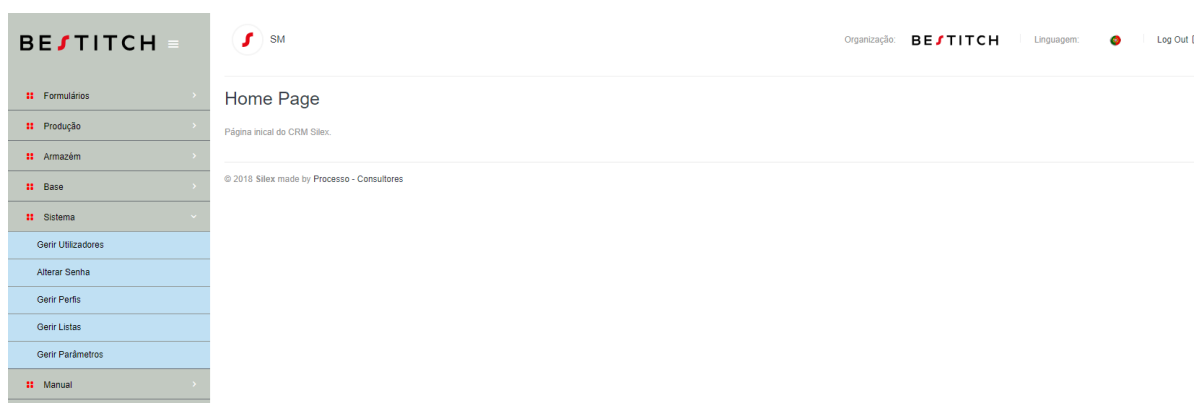 BESTITCH
SM
Organização:
BESTITCH
Linguagem:
Log Out
Formulários
Produção
Armazém
Base
Sistema
Gerir Utilizadores
Alterar Senha
Gerir Perfis
Gerir Listas
Gerir Parâmetros
Manual
Home Page
Página inical do CRM Silex.
© 2018 Silex made by Processo - Consultores